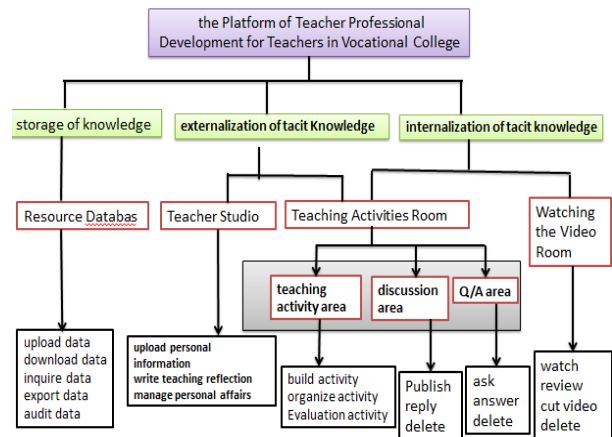 the Platform of Teacher Professional
Development for Teachers in Vocational College
storage of knowledge
externalization of tacit Knowledge
internalization of tacit knowledge
Resource Databas
Teacher Studio
Teaching Activities Room
Watching
the Video
Room
teaching
activity area
discussion
area
Q/A area
upload data
download data
inquire data
export data
audit data
upload personal
information
write teaching reflection
manage personal affairs
build activity
organize activity
Evaluation activity
Publish
reply
delete
ask
answer
delete
watch
review
cut video
delete